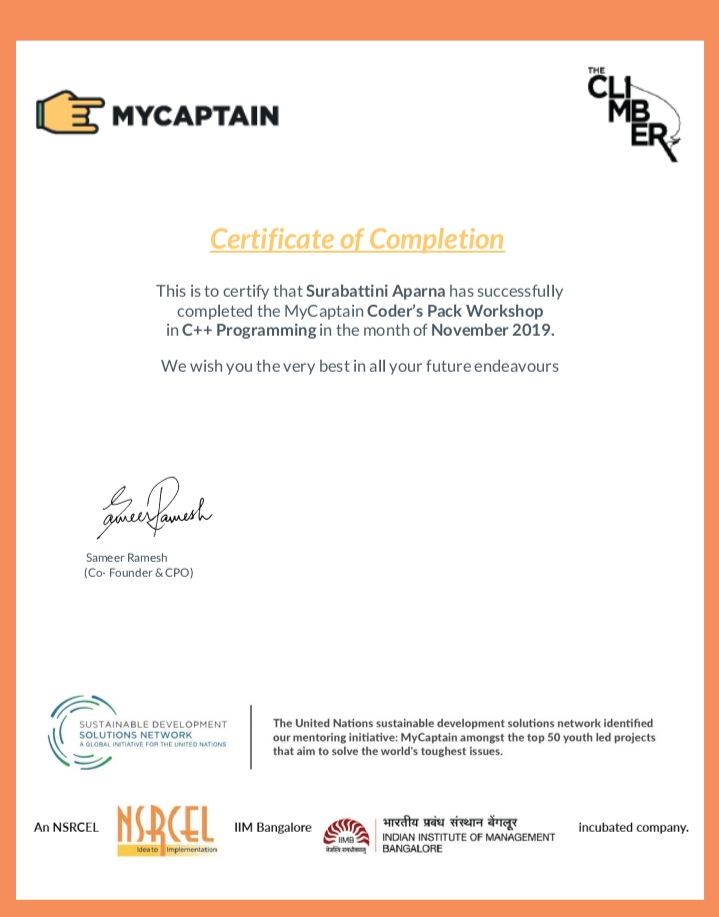 MYCAPTAIN
THE
CLI
MB
ER
Certificate of Completion
This is to certify that Surabattini Aparna has successfully
completed the MyCaptain Coder's Pack Workshop
in C++ Programming in the month of November 2019.
We wish you the very best in all your future endeavours
Sameer Ramesh
Sameer Ramesh
(Co- Founder & CPO)
SUSTAINABLE DEVELOPMENT
SOLUTIONS NETWORK
A GLOBAL INITIATIVE FOR THE UNITED NATIONS
The United Nations sustainable development solutions network identified
our mentoring initiative: MyCaptain amongst the top 50 youth led projects
that aim to solve the world's toughest issues.
An NSRCEL
NSRCEL
Idea to Implementation
IIM Bangalore
IIMB
भारतीय प्रबंध संस्थान बेंगलूर
INDIAN INSTITUTE OF MANAGEMENT
BANGALORE
incubated company.